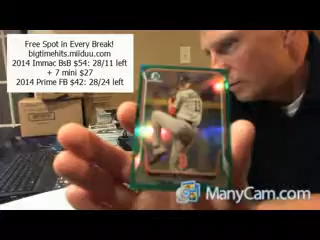 Free Spot in Every Break!
bigtimehits.miiduu.com
2014 Immac BsB $54: 28/11 left
+ 7 mini $27
2014 Prime FB $42: 28/24 left
ManyCam.com